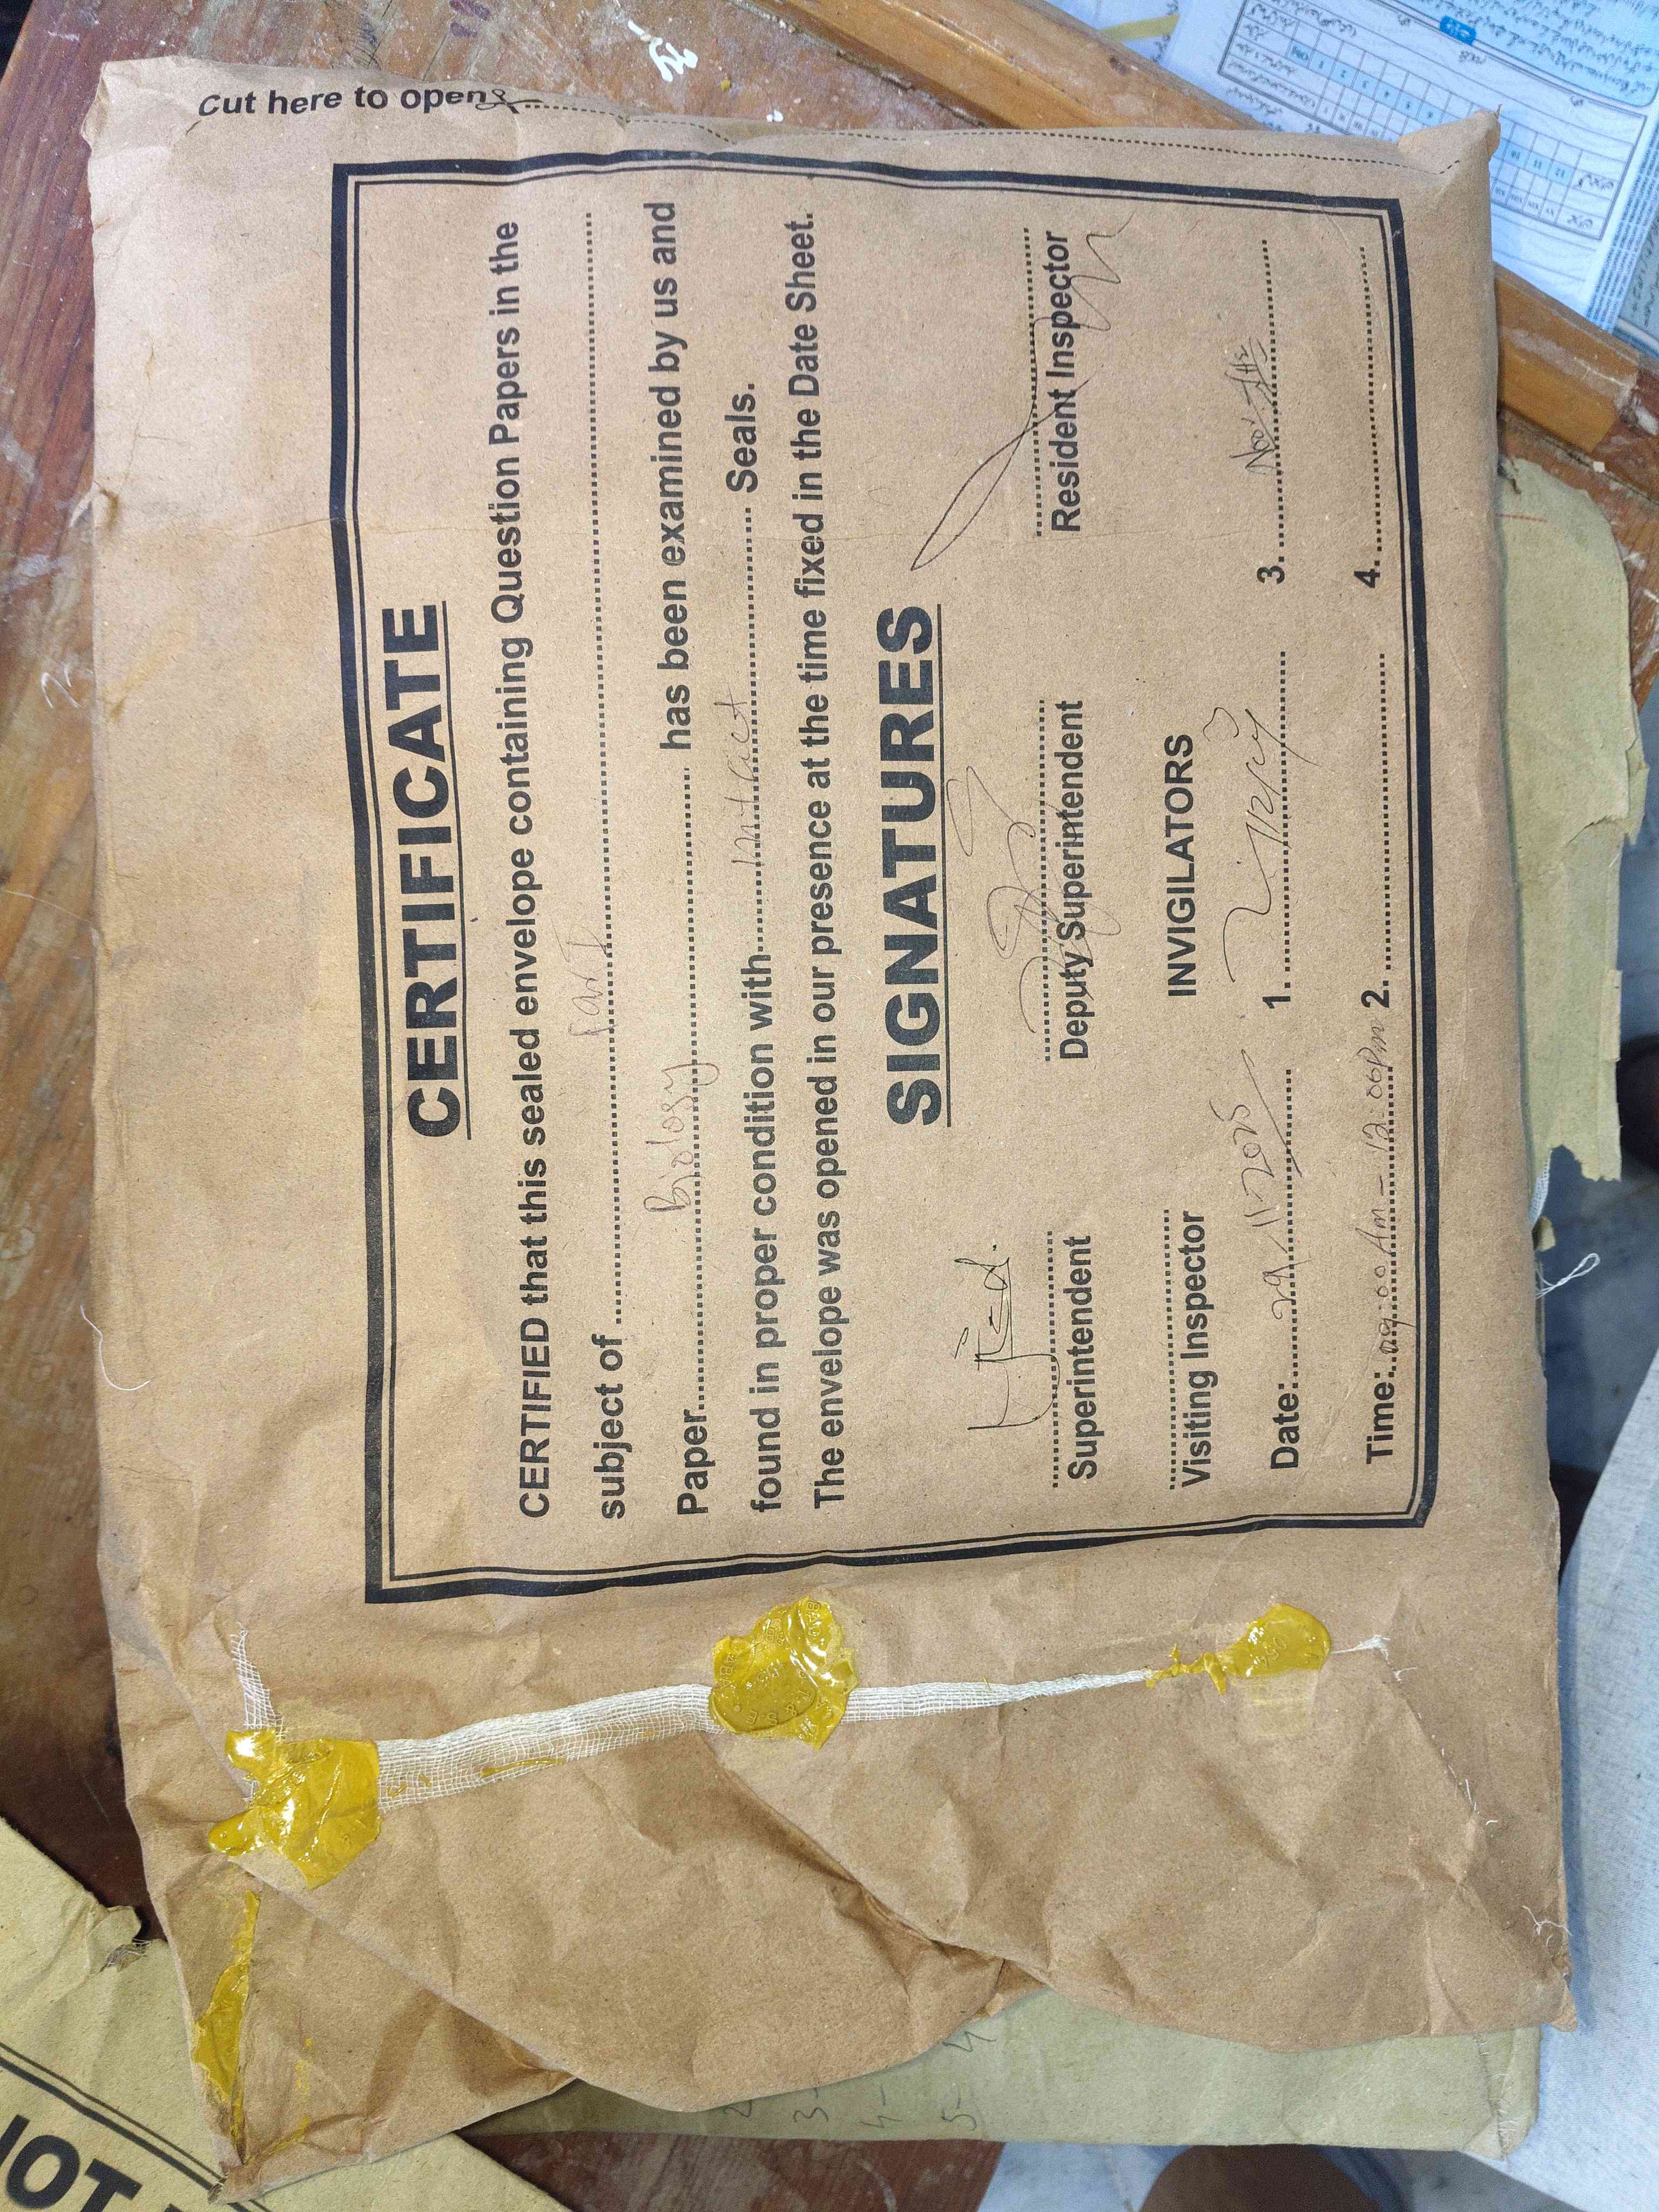 Cut here to open
CERTIFICATE
CERTIFIED that this sealed envelope containing Question Papers in the
subject of Part I
Paper Biology has been examined by us and
found in proper condition with intact Seals.
The envelope was opened in our presence at the time fixed in the Date Sheet.
SIGNATURES
Superintendent Deputy Superintendent Resident Inspector
Visiting Inspector INVIGILATORS
Date: 29/11/2025 1. 3.
Time: 09:00 Am - 12:00 Pm 2. 4.
3-
4-
5-